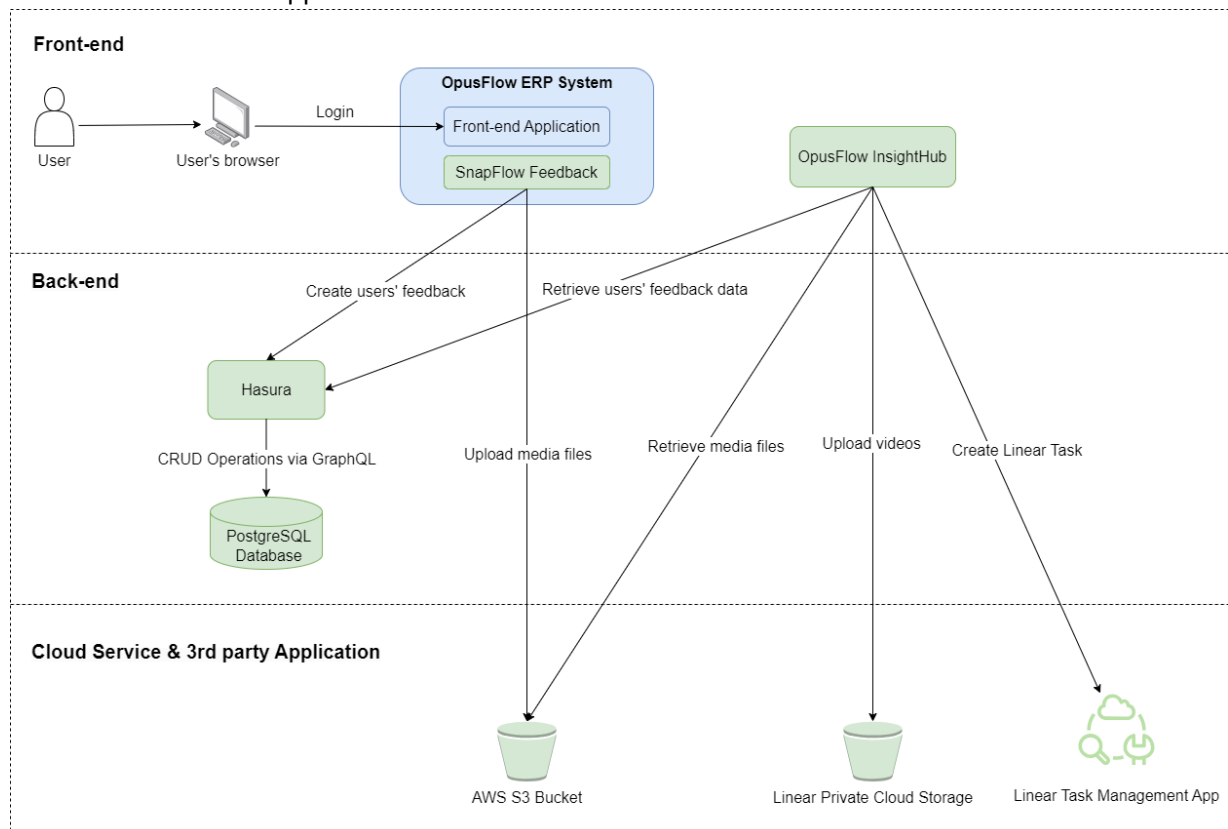 Front-end
OpusFlow ERP System
Login
Front-end Application
User
User's browser
SnapFlow Feedback
OpusFlow InsightHub
Back-end
Create users' feedback
Retrieve users' feedback data
Hasura
CRUD Operations via GraphQL
Upload media files
Retrieve media files
Upload videos
Create Linear Task
PostgreSQL
Database
Cloud Service & 3rd party Application
AWS S3 Bucket
Linear Private Cloud Storage
Linear Task Management App